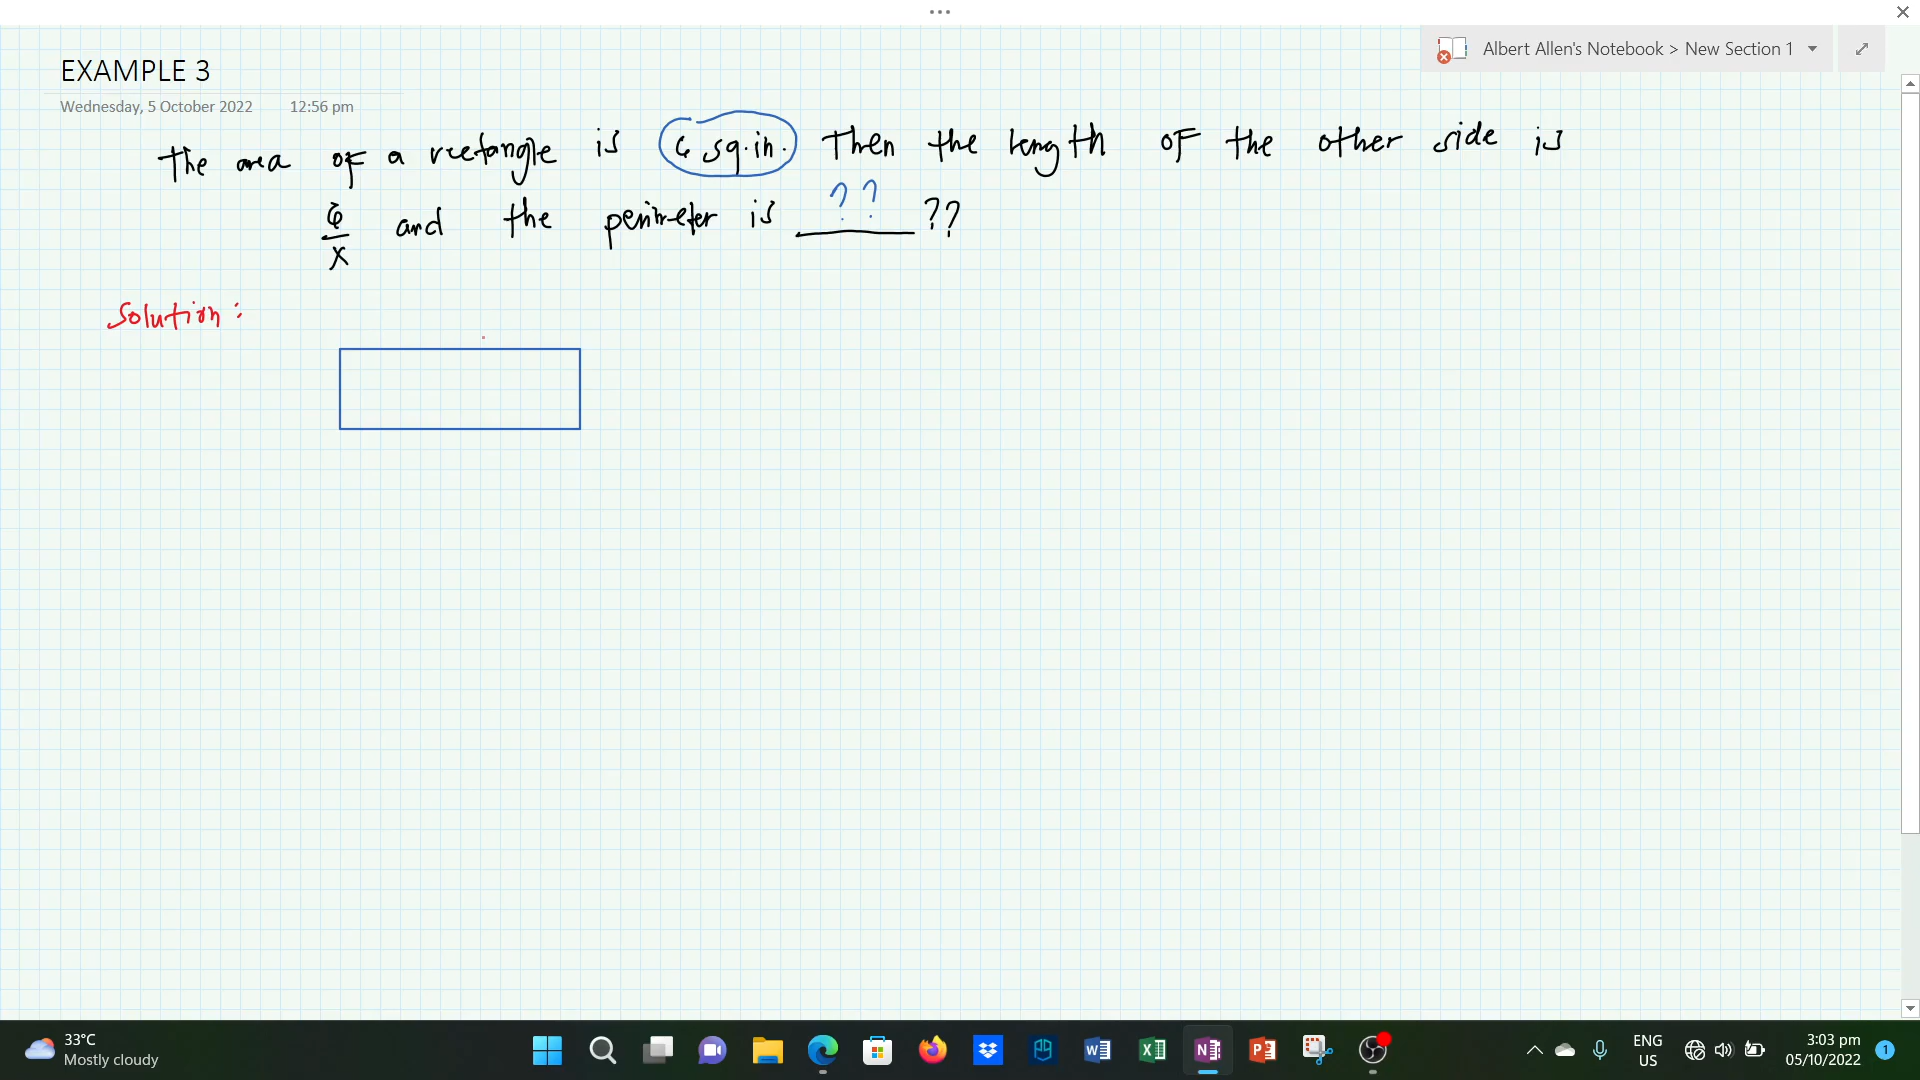 Albert Allen's Notebook > New Section 1
EXAMPLE 3
Wednesday, 5 October 2022 12:56 pm
The area of a rectangle is 6 sq.in. Then the length of the other side is
6/x and the perimeter is ?? ??
Solution:
33°C
Mostly cloudy
ENG
US
3:03 pm
05/10/2022
1